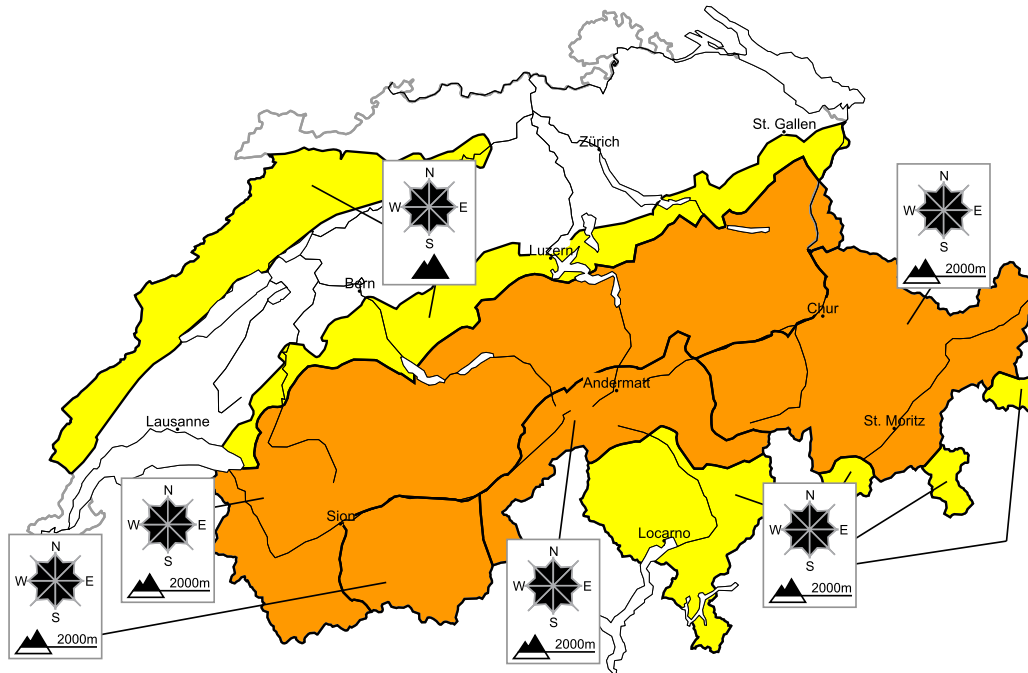 St. Gallen
Zürich
N
W E
S
N
W E
S
2000m
Luzern
Bern
Chur
Andermatt
Lausanne
St. Moritz
N
W E
S
2000m
N
W E
S
2000m
Sion
Locarno
N
W E
S
2000m
N
W E
S
2000m